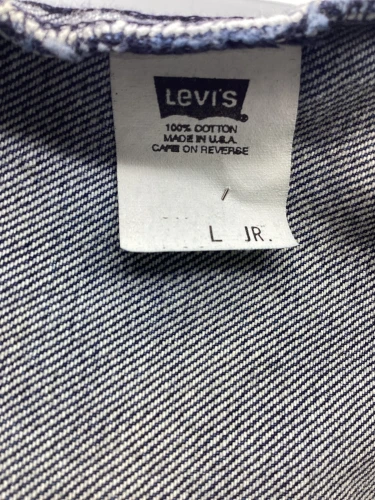 LEVI'S
100% COTTON
MADE IN U.S.A.
CARE ON REVERSE
/
L JR.